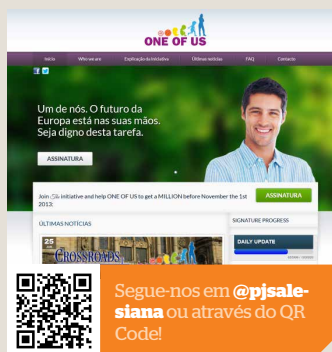 ONE OF US
Início Who we are Explicação da Iniciativa Últimas notícias FAQ Contacto
Um de nós. O futuro da
Europa está nas suas mãos.
Seja digno desta tarefa.
ASSINATURA
Join initiative and help ONE OF US to get a MILLION before November the 1st
2013:
ASSINATURA
ÚLTIMAS NOTÍCIAS
SIGNATURE PROGRESS
25
CROSSROADS
DAILY UPDATE
Segue-nos em @pjsale-
siana ou através do QR
Code!